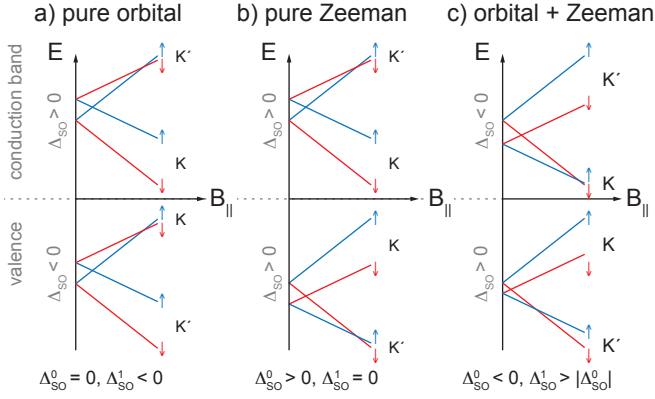 a) pure orbital
b) pure Zeeman
c) orbital + Zeeman
conduction band
valence
E
Δ_SO > 0
K´
↑
↓
↑
K
↓
B_||
Δ_SO < 0
K
↑
↓
↑
K´
↓
Δ⁰_SO = 0, Δ¹_SO < 0
E
Δ_SO > 0
K´
↑
↓
↑
K
↓
B_||
Δ_SO > 0
↑
K
↓
↑
K´
↓
Δ⁰_SO > 0, Δ¹_SO = 0
E
Δ_SO < 0
↑
K´
↓
↑
K
↓
B_||
Δ_SO > 0
↑
K
↓
↑
K´
↓
Δ⁰_SO < 0, Δ¹_SO > |Δ⁰_SO|